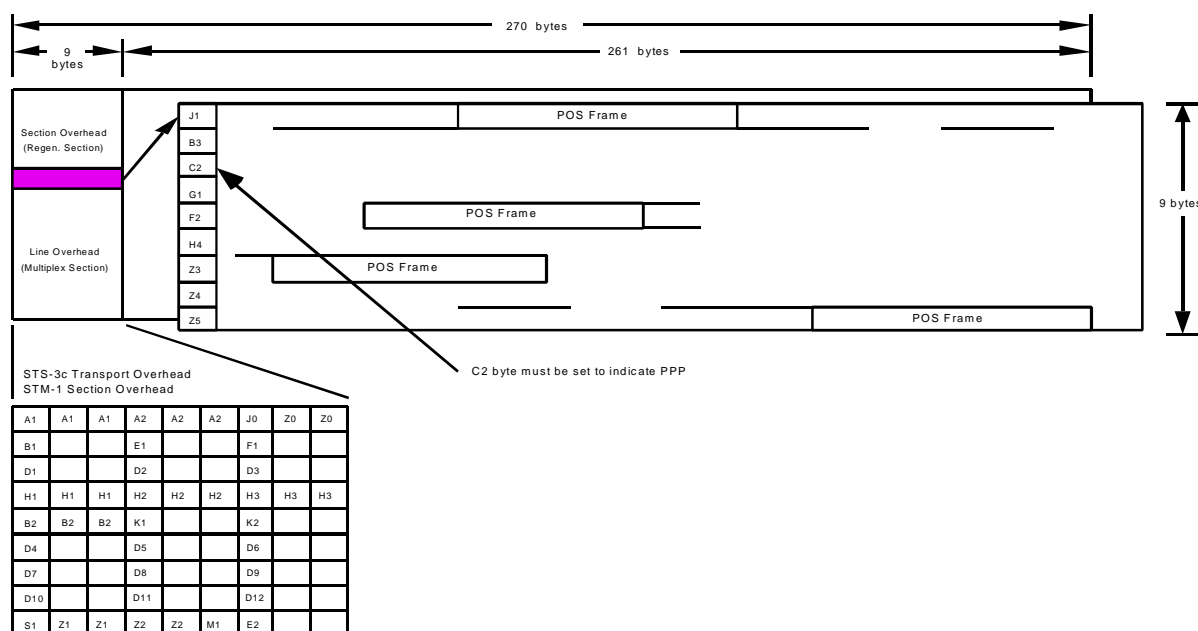 270 bytes
9
bytes
261 bytes
J1
POS Frame
Section Overhead
(Regen. Section)
B3
C2
G1
9 bytes
F2
POS Frame
H4
Line Overhead
(Multiplex Section)
Z3
POS Frame
Z4
Z5
POS Frame
C2 byte must be set to indicate PPP
STS-3c Transport Overhead
STM-1 Section Overhead
A1 A1 A1 A2 A2 A2 J0 Z0 Z0
B1 E1 F1
D1 D2 D3
H1 H1 H1 H2 H2 H2 H3 H3 H3
B2 B2 B2 K1 K2
D4 D5 D6
D7 D8 D9
D10 D11 D12
S1 Z1 Z1 Z2 Z2 M1 E2